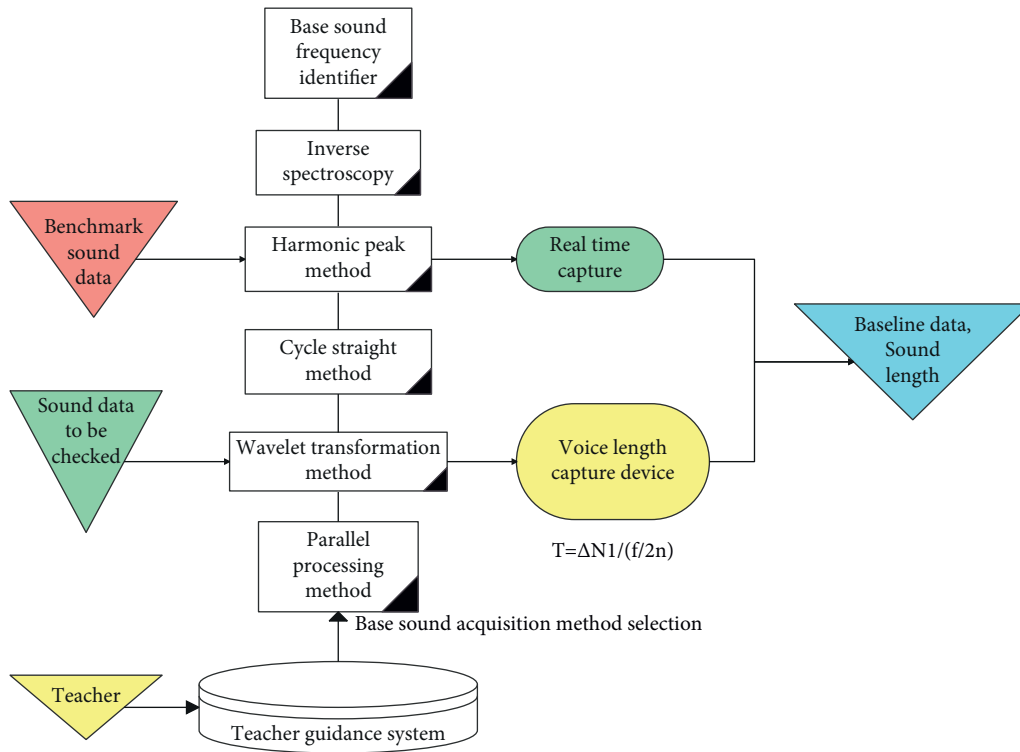 Base sound
frequency
identifier
Inverse
spectroscopy
Benchmark
sound
data
Harmonic peak
method
Real time
capture
Cycle straight
method
Baseline data,
Sound
length
Sound data
to be
checked
Wavelet transformation
method
Voice length
capture device
T=ΔN1/(f/2n)
Parallel
processing
method
Base sound acquisition method selection
Teacher
Teacher guidance system